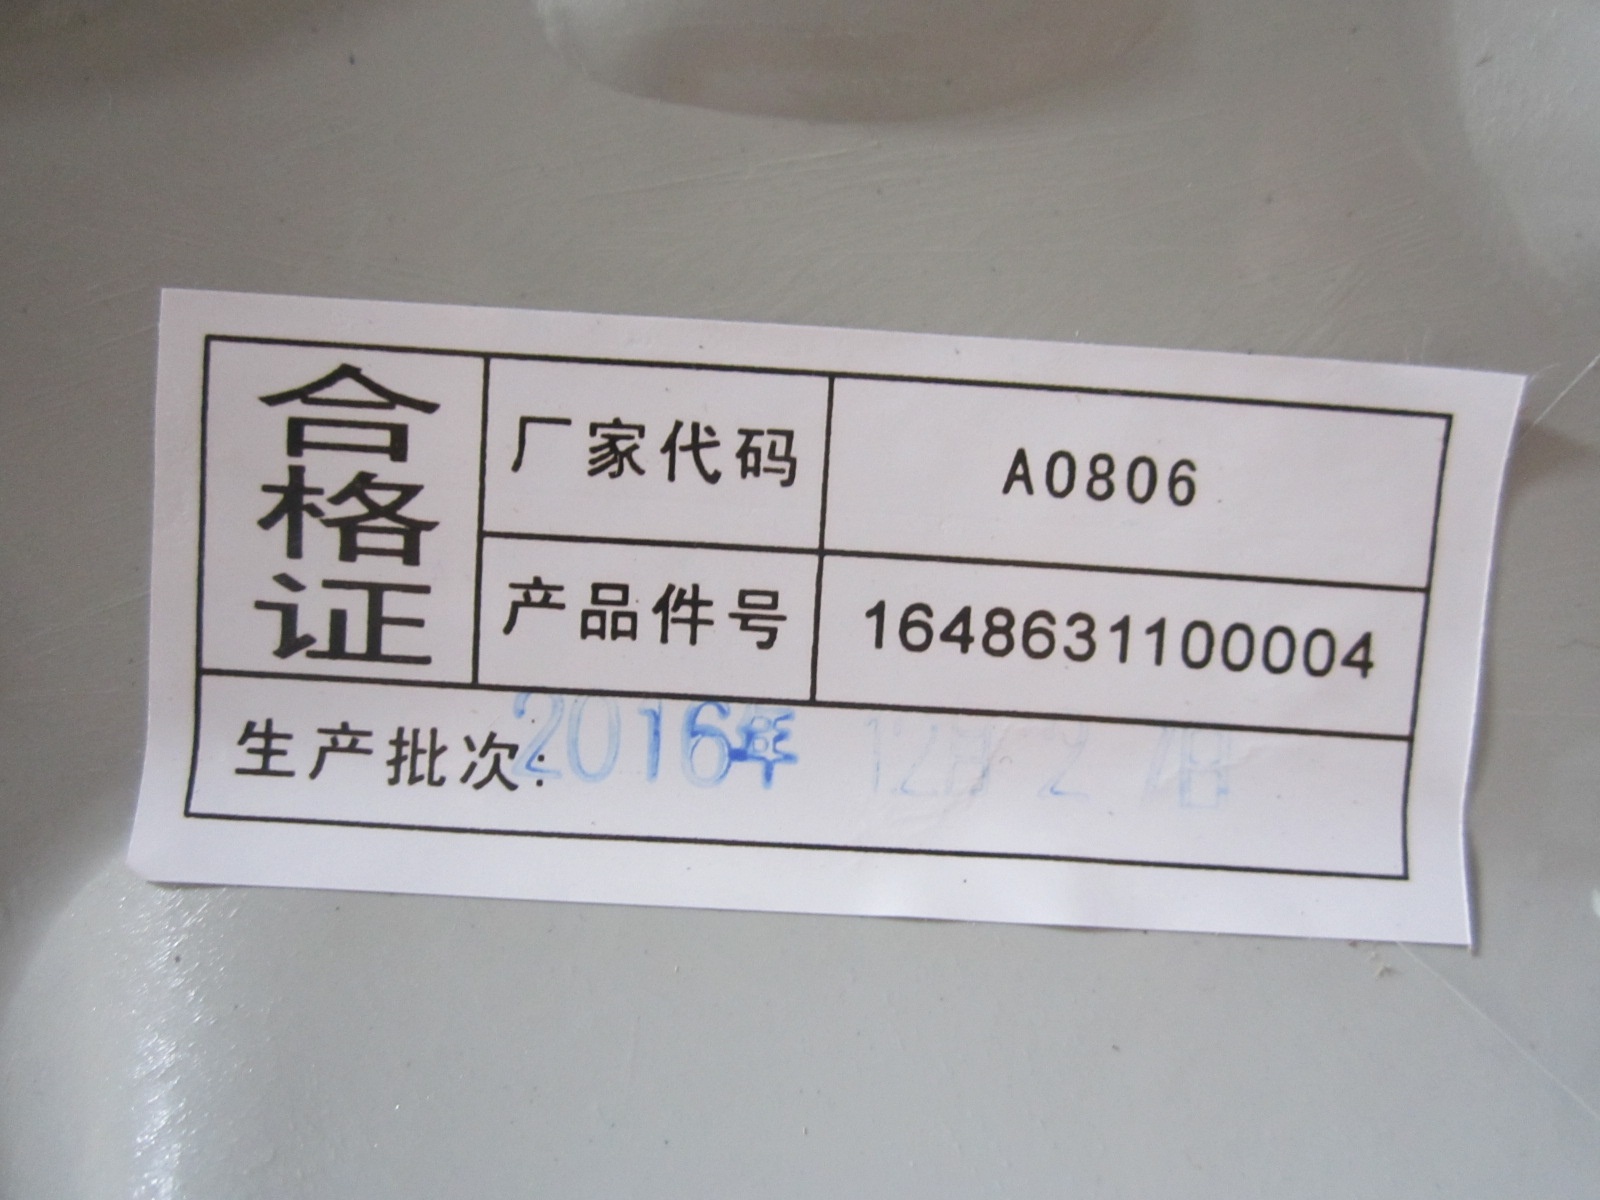 合格证
厂家代码 A0806
产品件号 1648631100004
生产批次: 2016年 12月2